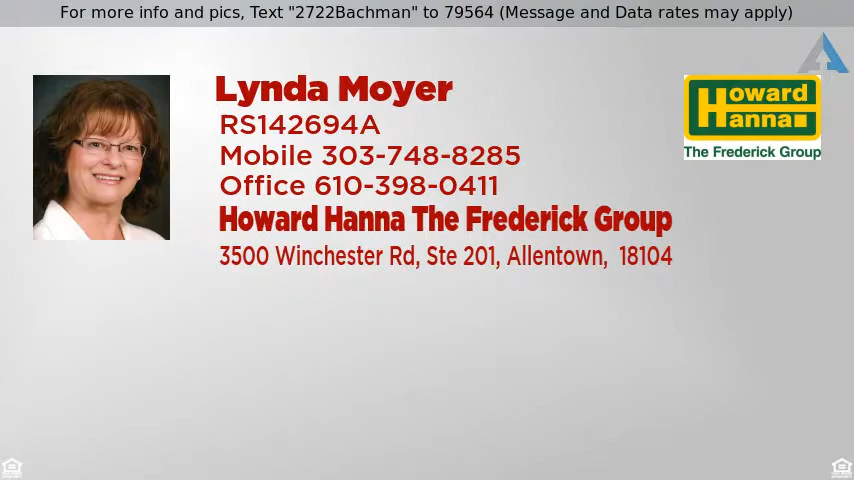 For more info and pics, Text "2722Bachman" to 79564 (Message and Data rates may apply)
Lynda Moyer
RS142694A
Mobile 303-748-8285
Office 610-398-0411
Howard Hanna The Frederick Group
3500 Winchester Rd, Ste 201, Allentown, 18104
Howard
Hanna
The Frederick Group